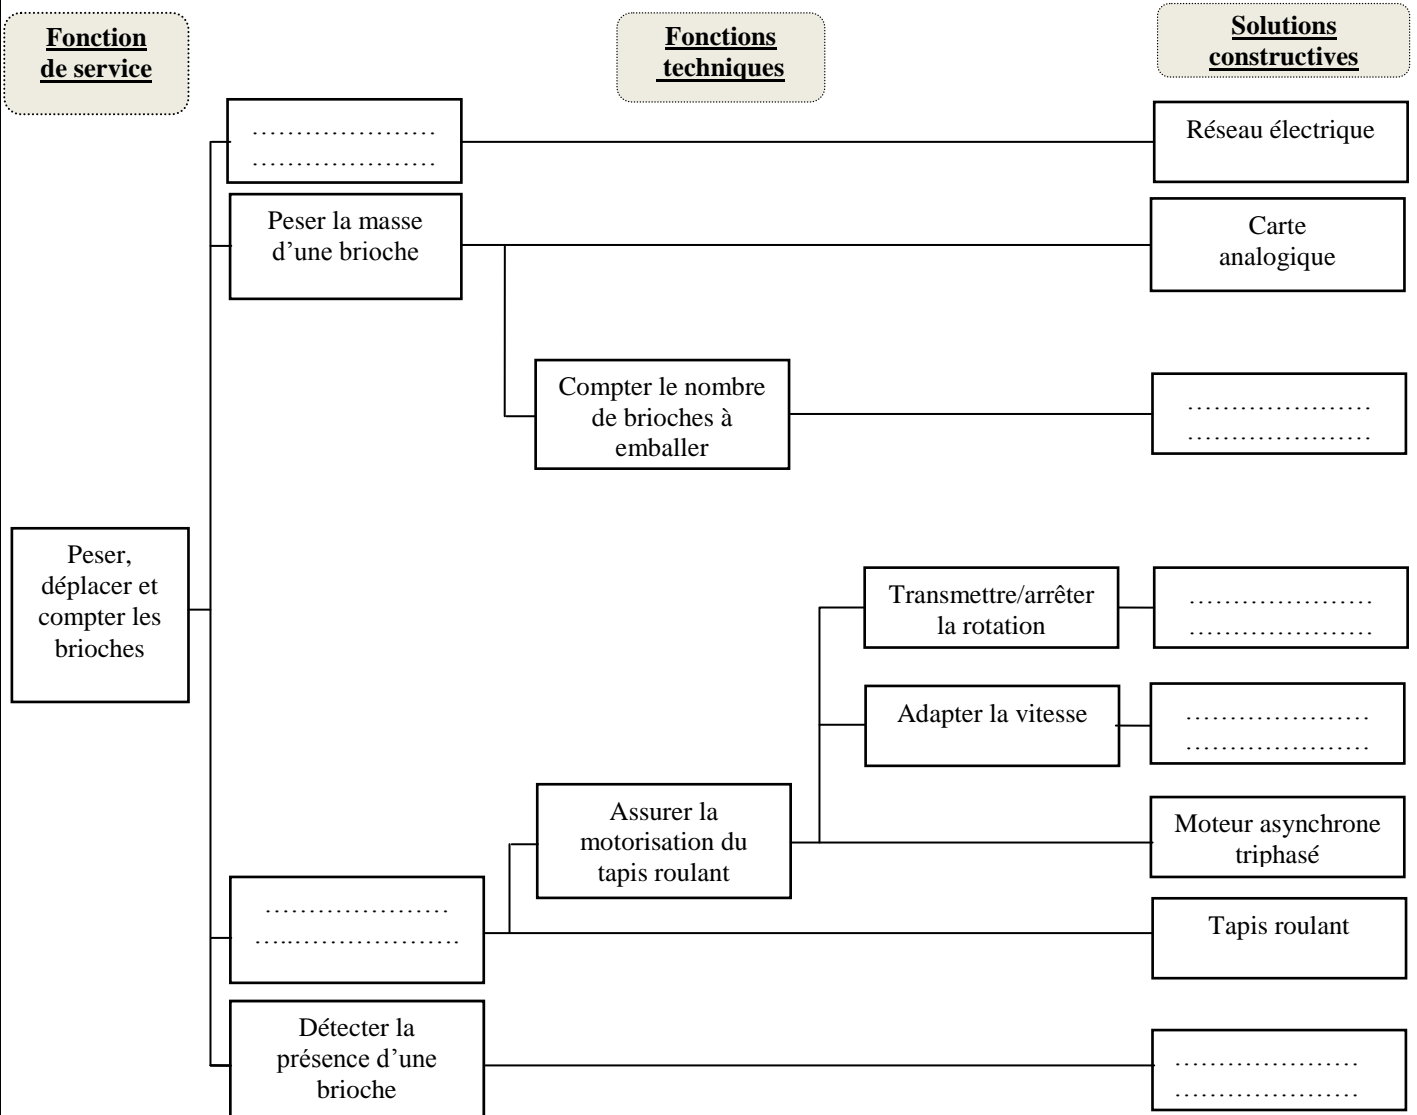 Fonction
de service
Fonctions
techniques
Solutions
constructives
…………………
…………………
Réseau électrique
Peser la masse
d’une brioche
Carte
analogique
Compter le nombre
de brioches à
emballer
…………………
…………………
Peser,
déplacer et
compter les
brioches
Transmettre/arrêter
la rotation
…………………
…………………
Adapter la vitesse
…………………
…………………
Assurer la
motorisation du
tapis roulant
Moteur asynchrone
triphasé
…………………
…..………………
Tapis roulant
Détecter la
présence d’une
brioche
…………………
…………………